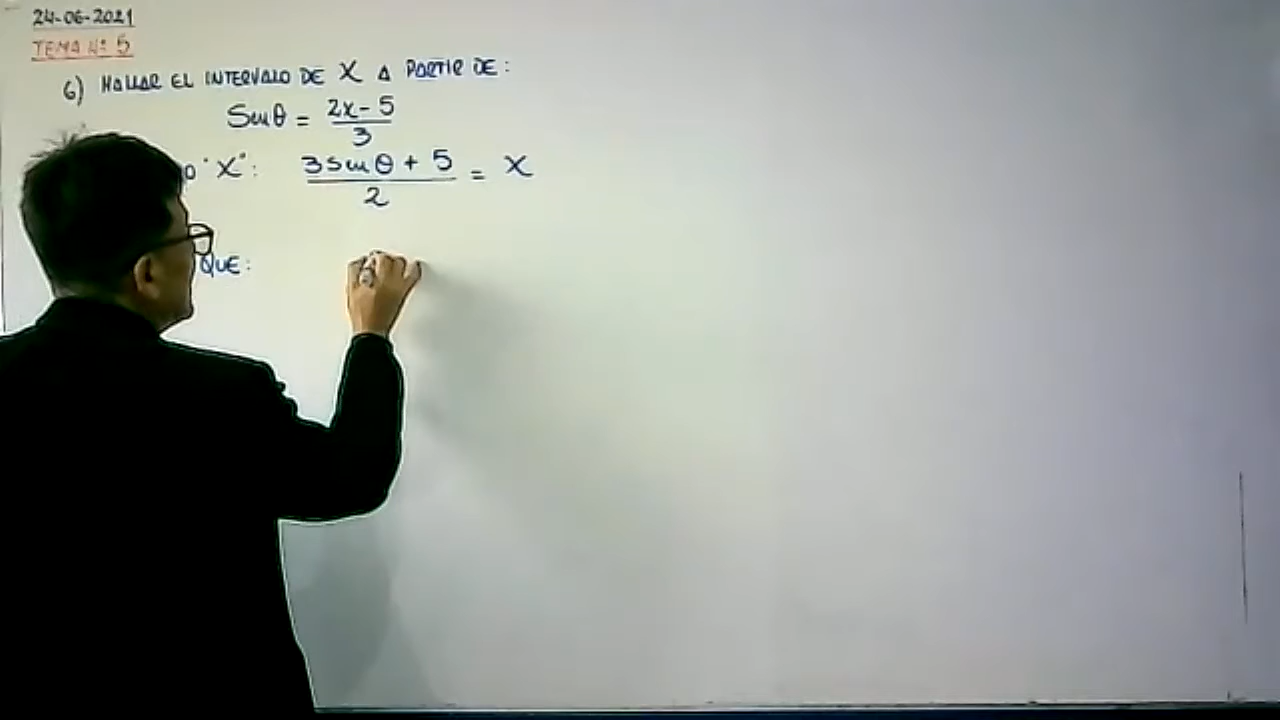 24-06-2021
TEMA Nº 5
6) HALLAR EL INTERVALO DE X A PARTIR DE:
Senθ = 2x - 5 / 3
"X": 3senθ + 5 / 2 = X
QUE: